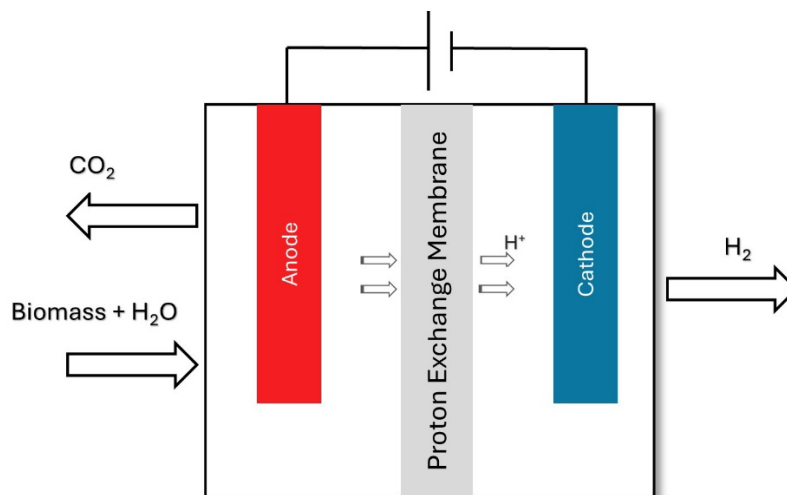 CO₂
Biomass + H₂O
Anode
Proton Exchange Membrane
H⁺
Cathode
H₂